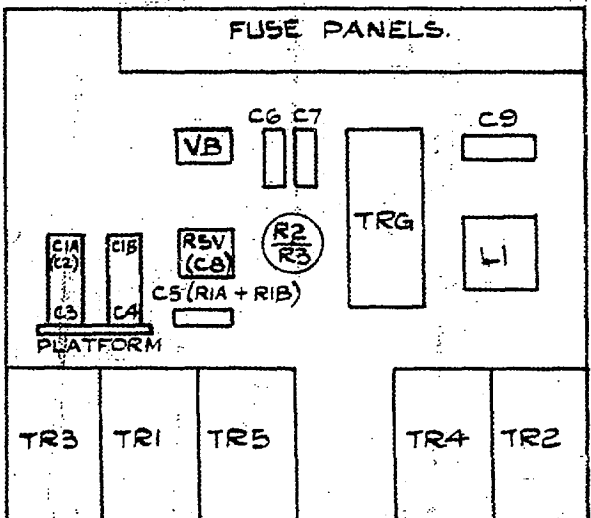 FUSE PANELS.
C6 C7
C9
VB
TRG
C1A
(C2)
C1B
R5V
(C8)
R2
R3
L1
C3
C4
C5 (R1A + R1B)
PLATFORM
TR3 TR1 TR5 TR4 TR2